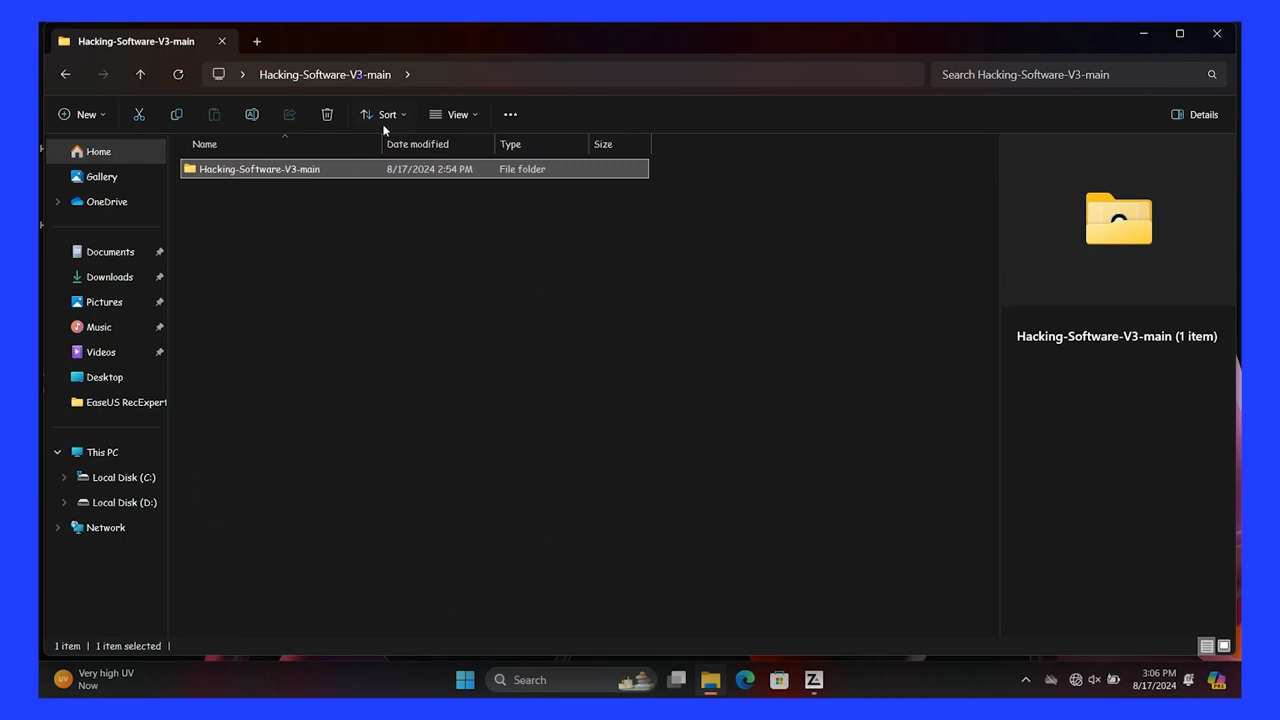 Hacking-Software-V3-main
Hacking-Software-V3-main
Search Hacking-Software-V3-main
New
Sort
View
Details
Name
Date modified
Type
Size
Hacking-Software-V3-main
8/17/2024 2:54 PM
File folder
Home
Gallery
OneDrive
Documents
Downloads
Pictures
Music
Videos
Desktop
EaseUS RecExpert
This PC
Local Disk (C:)
Local Disk (D:)
Network
Hacking-Software-V3-main (1 item)
1 item
1 item selected
UV
Very high UV
Now
Search
PRE
3:06 PM
8/17/2024